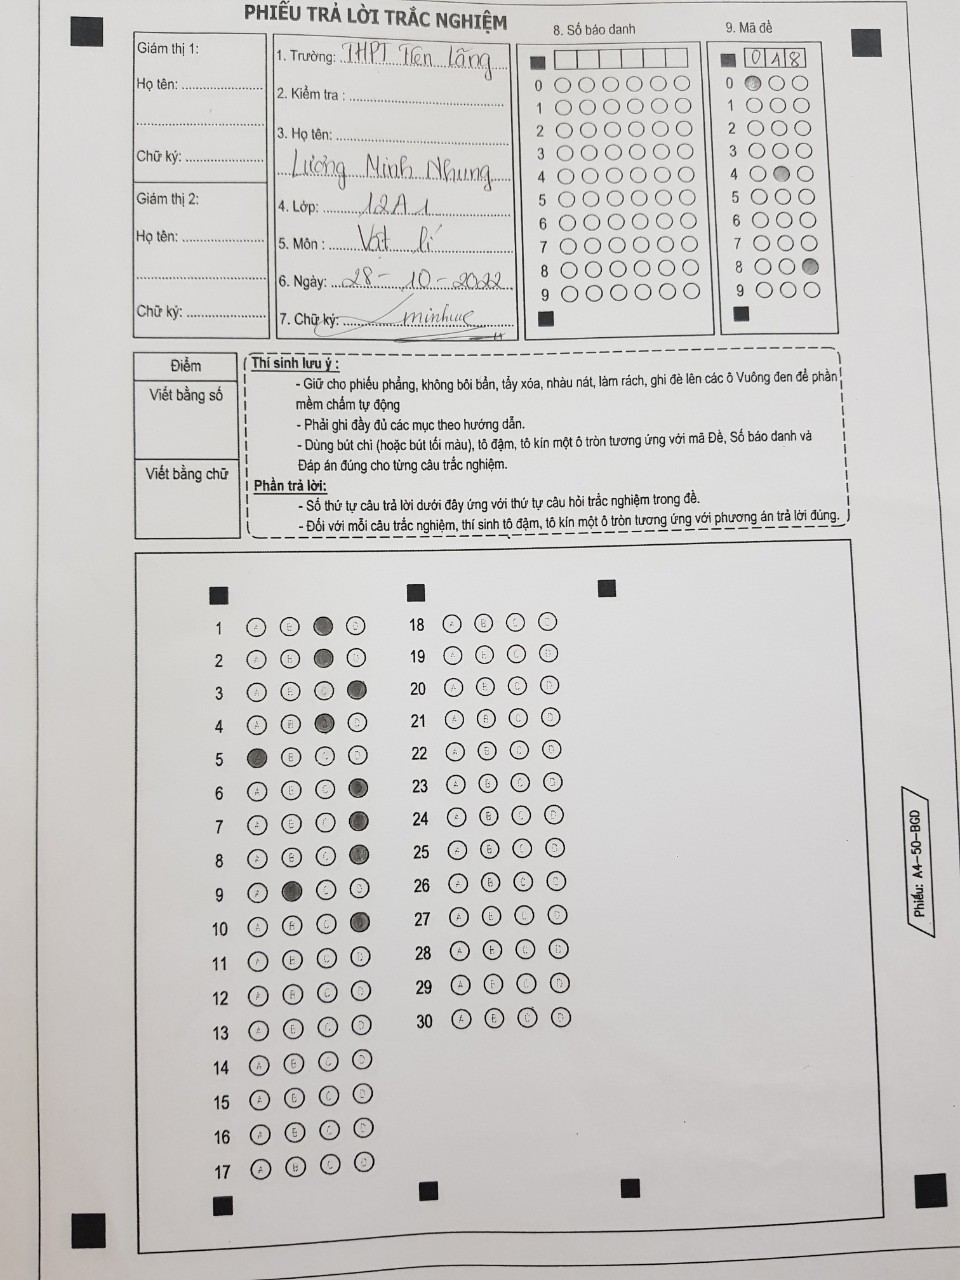 PHIẾU TRẢ LỜI TRẮC NGHIỆM
Giám thị 1:
Họ tên: ........................
........................
Chữ ký: ........................
Giám thị 2:
Họ tên: ........................
........................
Chữ ký: ........................
1. Trường: THPT Tiên Lãng
2. Kiểm tra : ........................
3. Họ tên: ........................
Lương Minh Nhung
4. Lớp: 12A1
5. Môn : Vật lí
6. Ngày: 28-10-2022
7. Chữ ký:
8. Số báo danh
0
1
2
3
4
5
6
7
8
9
9. Mã đề
0
8
0
1
2
3
4
5
6
7
8
9
Điểm
Viết bằng số
Viết bằng chữ
Thí sinh lưu ý :
- Giữ cho phiếu phẳng, không bôi bẩn, tẩy xóa, nhàu nát, làm rách, ghi đè lên các ô Vuông đen để phần
mềm chấm tự động
- Phải ghi đầy đủ các mục theo hướng dẫn.
- Dùng bút chì (hoặc bút tối màu), tô đậm, tô kín một ô tròn tương ứng với mã Đề, Số báo danh và
Đáp án đúng cho từng câu trắc nghiệm.
Phần trả lời:
- Số thứ tự câu trả lời dưới đây ứng với thứ tự câu hỏi trắc nghiệm trong đề.
- Đối với mỗi câu trắc nghiệm, thí sinh tô đậm, tô kín một ô tròn tương ứng với phương án trả lời đúng.
1
2
3
4
5
6
7
8
9
10
11
12
13
14
15
16
17
18
19
20
21
22
23
24
25
26
27
28
29
30
Phiếu: A4-50-BGD